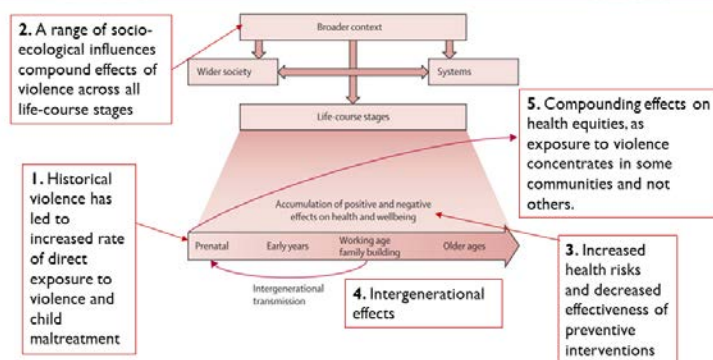 2. A range of socio-
ecological influences
compound effects of
violence across all
life-course stages
Broader context
Wider society
Systems
Life-course stages
5. Compounding effects on
health equities, as
exposure to violence
concentrates in some
communities and not
others.
1. Historical
violence has
led to
increased rate
of direct
exposure to
violence and
child
maltreatment
Accumulation of positive and negative
effects on health and wellbeing
Prenatal
Early years
Working age
family building
Older ages
Intergenerational
transmission
4. Intergenerational
effects
3. Increased
health risks
and decreased
effectiveness of
preventive
interventions